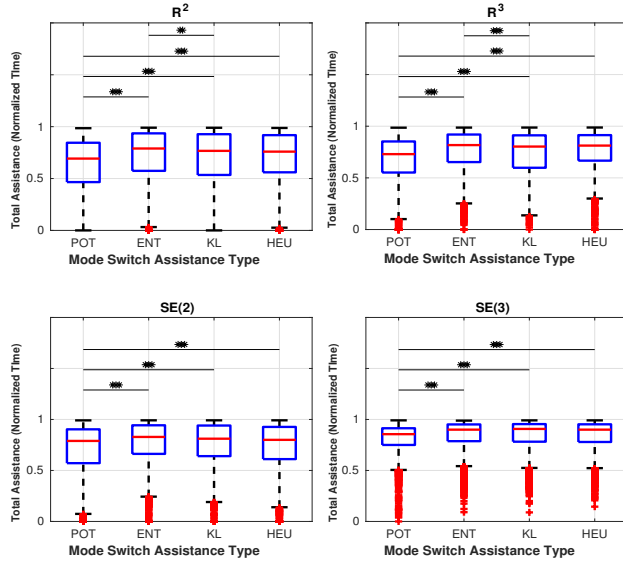 R²
Total Assistance (Normalized TIme)
1
0.5
0
***
***
***
**
POT ENT KL HEU
Mode Switch Assistance Type
R³
Total Assistance (Normalized TIme)
1
0.5
0
***
***
***
**
POT ENT KL HEU
Mode Switch Assistance Type
SE(2)
Total Assistance (Normalized TIme)
1
0.5
0
***
***
***
POT ENT KL HEU
Mode Switch Assistance Type
SE(3)
Total Assistance (Normalized TIme)
1
0.5
0
***
***
***
POT ENT KL HEU
Mode Switch Assistance Type